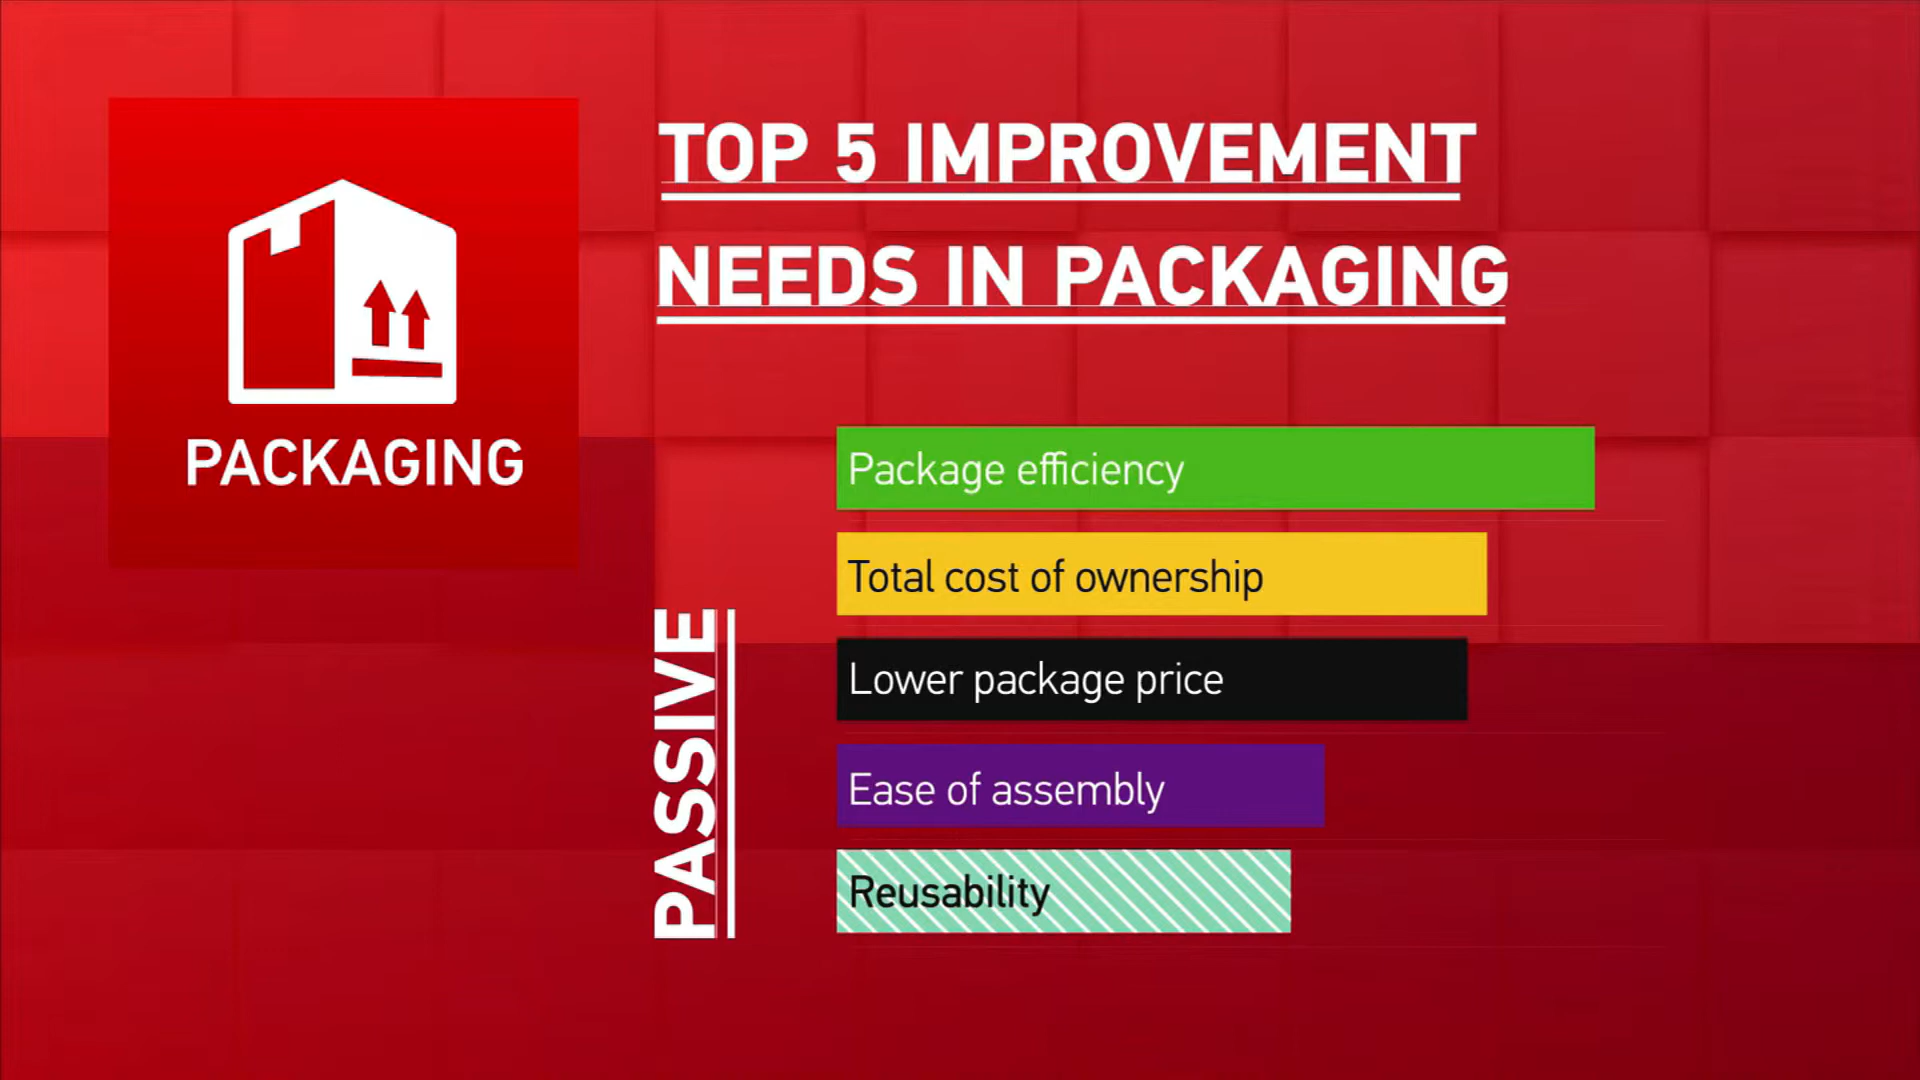 TOP 5 IMPROVEMENT
NEEDS IN PACKAGING
PACKAGING
PASSIVE
Package efficiency
Total cost of ownership
Lower package price
Ease of assembly
Reusability